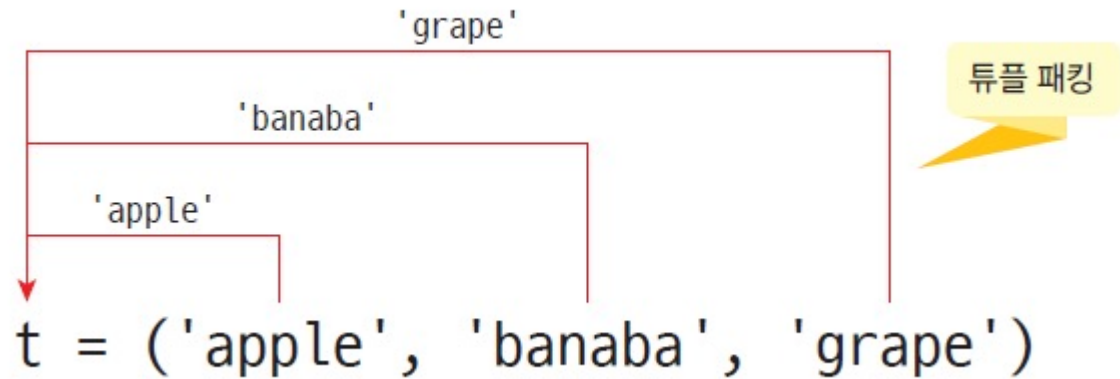 'grape'
튜플 패킹
'banaba'
'apple'
t = ('apple', 'banaba', 'grape')